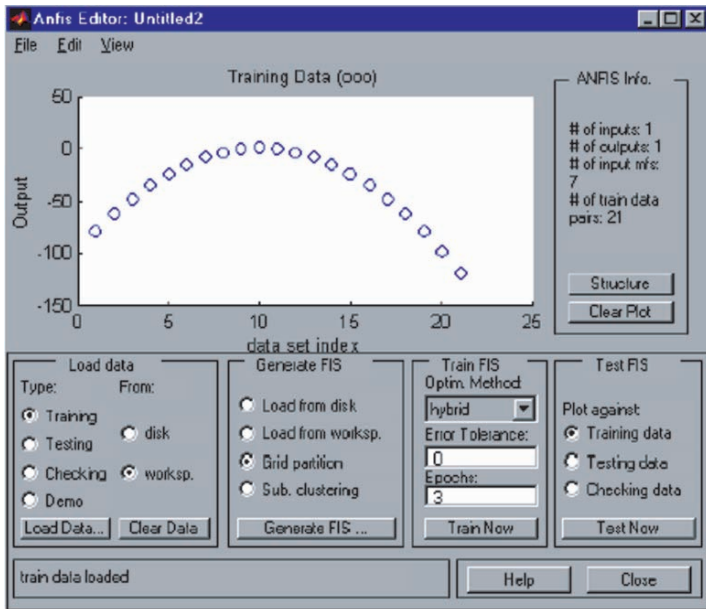 Anfis Editor: Untitled2
File Edit View
Training Data (ooo)
50
0
-50
-100
-150
Output
0 5 10 15 20 25
data set index
ANFIS Info.
# of inputs: 1
# of outputs: 1
# of input mfs:
7
# of train data
pairs: 21
Structure
Clear Plot
Load data
Type: From:
Training
Testing
Checking
Demo
disk
worksp.
Load Data... Clear Data
Generate FIS
Load from disk
Load from worksp.
Grid partition
Sub. clustering
Generate FIS ...
Train FIS
Optim. Method:
hybrid
Error Tolerance:
0
Epochs:
3
Train Now
Test FIS
Plot against:
Training data
Testing data
Checking data
Test Now
train data loaded
Help Close